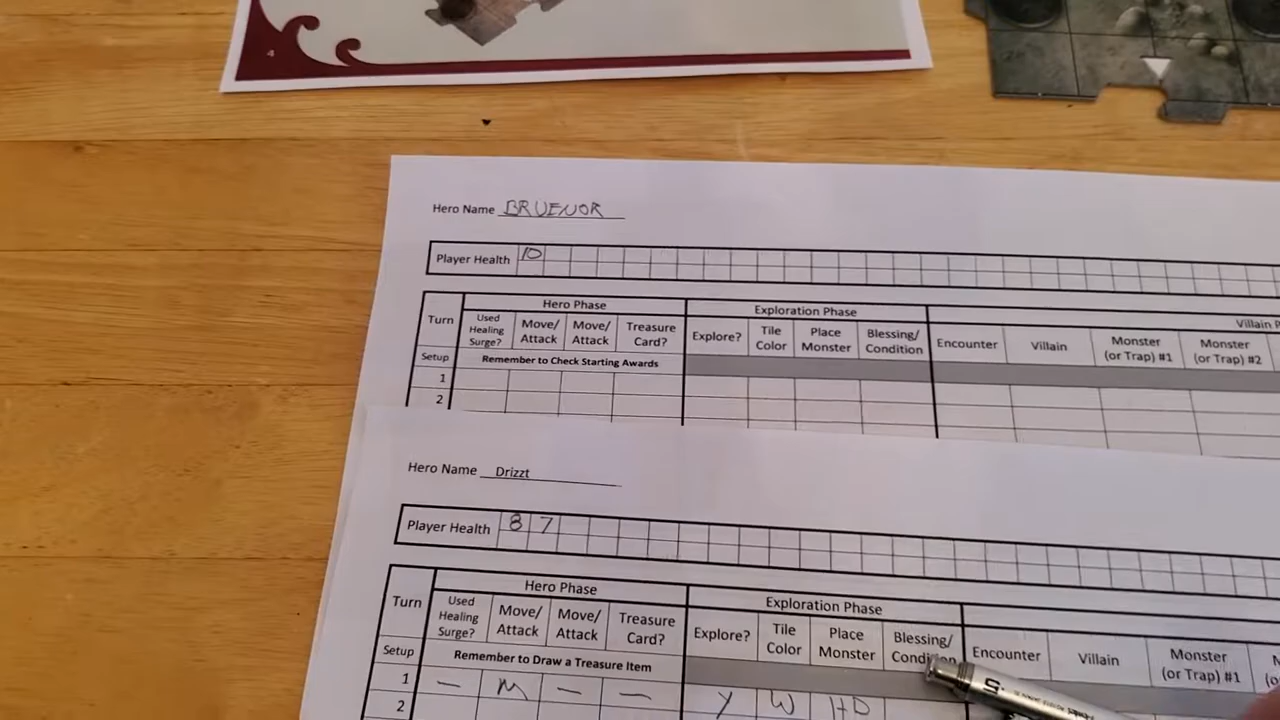 4
Hero Name BRUENOR
Player Health 10
Hero Phase Exploration Phase Villain P
Turn Used Healing Surge? Move/ Attack Move/ Attack Treasure Card? Explore? Tile Color Place Monster Blessing/ Condition Encounter Villain Monster (or Trap) #1 Monster (or Trap) #2
Setup Remember to Check Starting Awards
1
2
Hero Name Drizzt
Player Health 8 7
Hero Phase Exploration Phase
Turn Used Healing Surge? Move/ Attack Move/ Attack Treasure Card? Explore? Tile Color Place Monster Blessing/ Condition Encounter Villain Monster (or Trap) #1
Setup Remember to Draw a Treasure Item
1 — M — — Y W HD
2